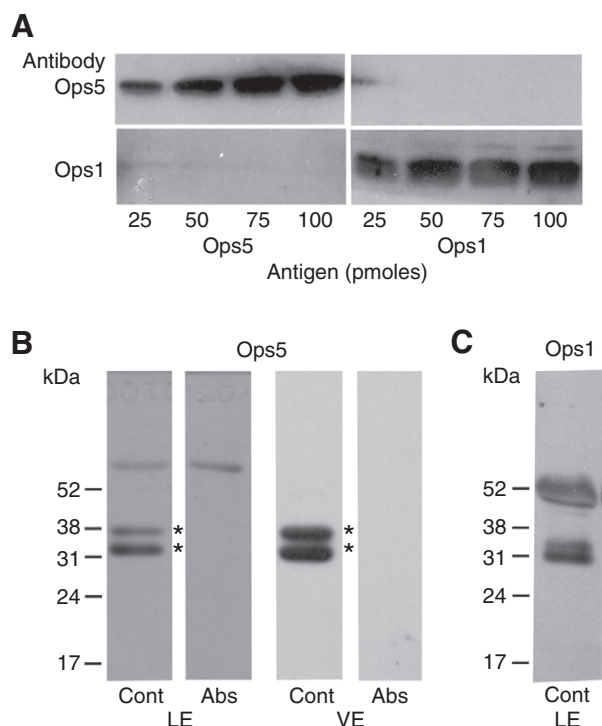 A
Antibody
Ops5
Ops1
25 50 75 100 25 50 75 100
Ops5 Ops1
Antigen (pmoles)
B Ops5
kDa
52
38 * *
31 * *
24
17
Cont Abs Cont Abs
LE VE
C Ops1
kDa
52
38
31
24
17
Cont
LE